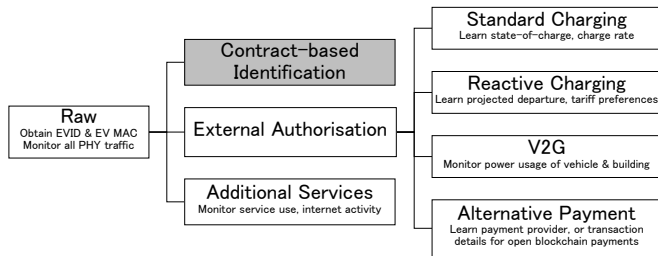 Raw
Obtain EVID & EV MAC
Monitor all PHY traffic
Contract-based
Identification
External Authorisation
Additional Services
Monitor service use, internet activity
Standard Charging
Learn state-of-charge, charge rate
Reactive Charging
Learn projected departure, tariff preferences
V2G
Monitor power usage of vehicle & building
Alternative Payment
Learn payment provider, or transaction
details for open blockchain payments